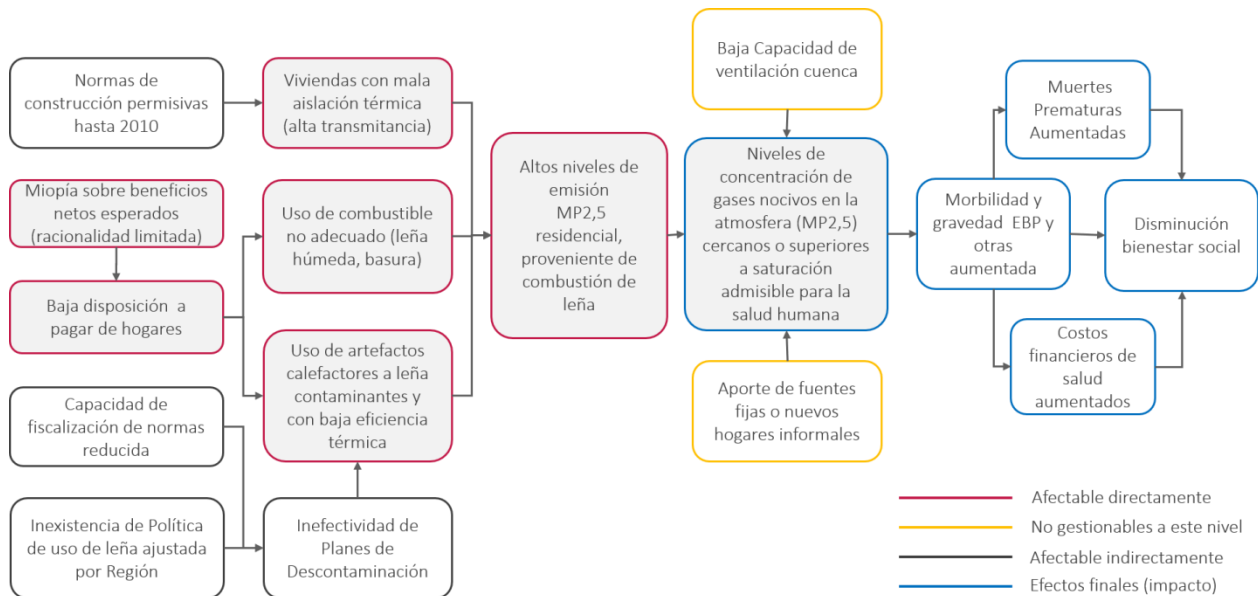 Normas de
construcción permisivas
hasta 2010
Viviendas con mala
aislación térmica
(alta transmitancia)
Miopía sobre beneficios
netos esperados
(racionalidad limitada)
Baja disposición a
pagar de hogares
Uso de combustible
no adecuado (leña
húmeda, basura)
Uso de artefactos
calefactores a leña
contaminantes y
con baja eficiencia
térmica
Capacidad de
fiscalización de normas
reducida
Inexistencia de Política
de uso de leña ajustada
por Región
Inefectividad de
Planes de
Descontaminación
Altos niveles de
emisión
MP2,5
residencial,
proveniente de
combustión de
leña
Baja Capacidad de
ventilación cuenca
Niveles de
concentración de
gases nocivos en la
atmosfera (MP2,5)
cercanos o superiores
a saturación
admisible para la
salud humana
Aporte de fuentes
fijas o nuevos
hogares informales
Muertes
Prematuras
Aumentadas
Morbilidad y
gravedad EBP y
otras
aumentada
Costos
financieros de
salud
aumentados
Disminución
bienestar social
Afectable directamente
No gestionables a este nivel
Afectable indirectamente
Efectos finales (impacto)